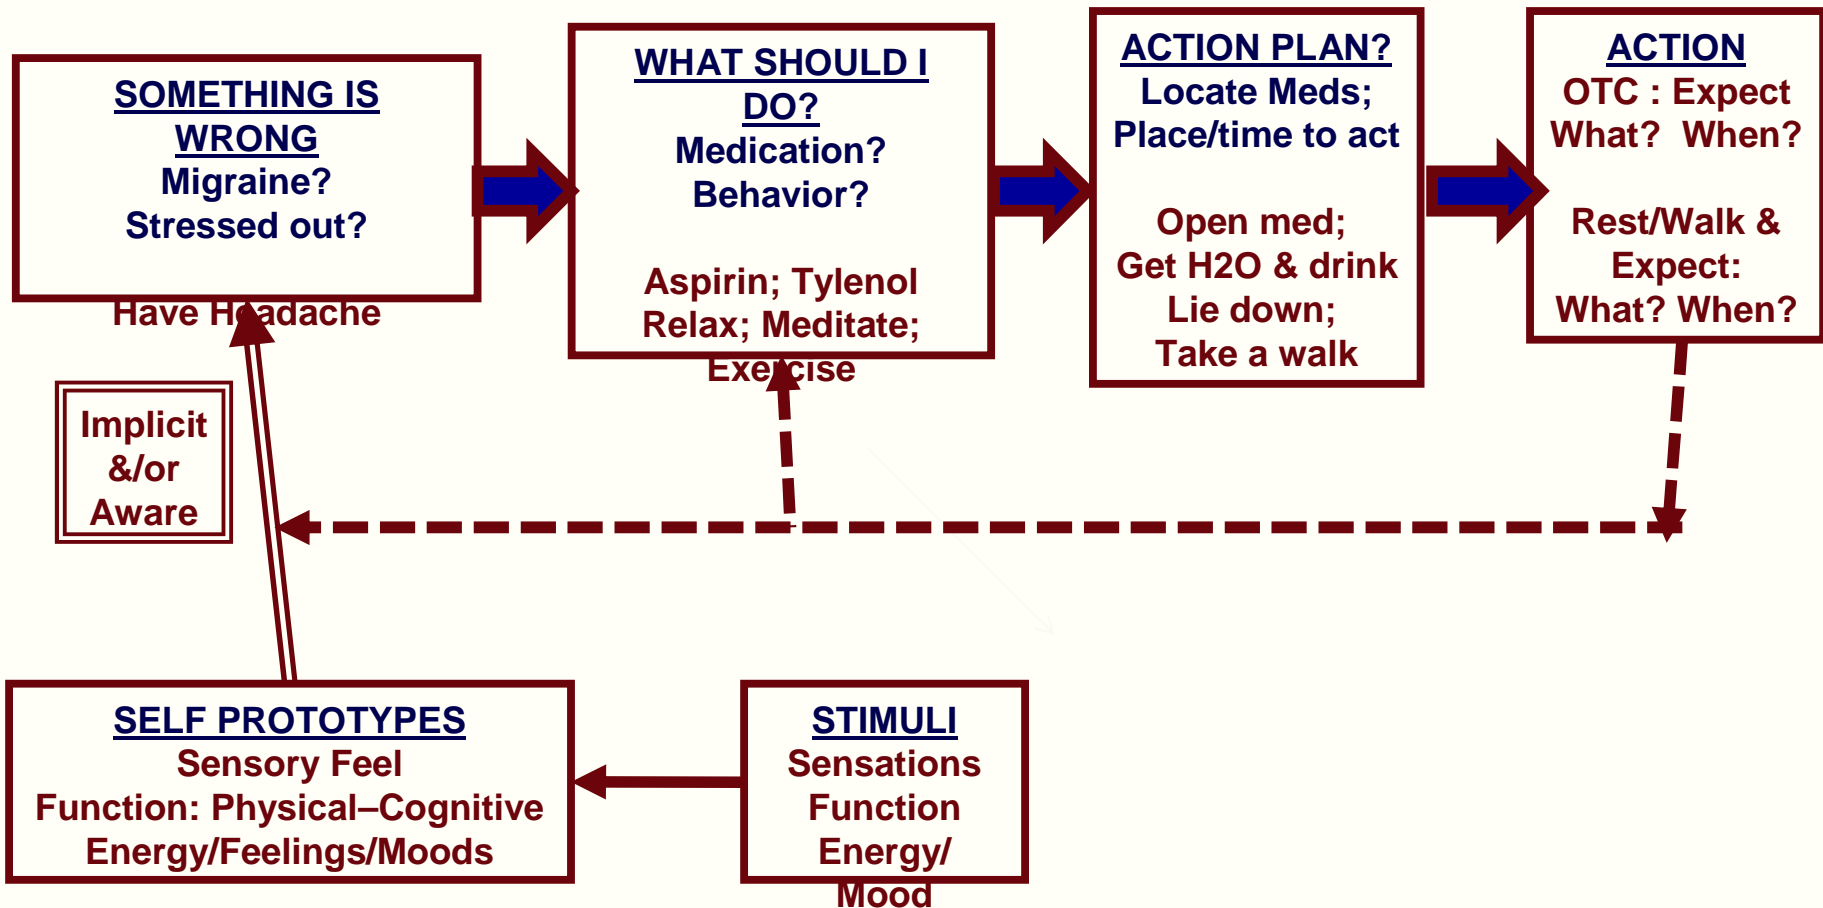 SOMETHING IS
WRONG
Migraine?
Stressed out?
Have Headache
WHAT SHOULD I
DO?
Medication?
Behavior?
Aspirin; Tylenol
Relax; Meditate;
Exercise
ACTION PLAN?
Locate Meds;
Place/time to act
Open med;
Get H2O & drink
Lie down;
Take a walk
ACTION
OTC : Expect
What? When?
Rest/Walk &
Expect:
What? When?
Implicit
&/or
Aware
SELF PROTOTYPES
Sensory Feel
Function: Physical–Cognitive
Energy/Feelings/Moods
STIMULI
Sensations
Function
Energy/
Mood